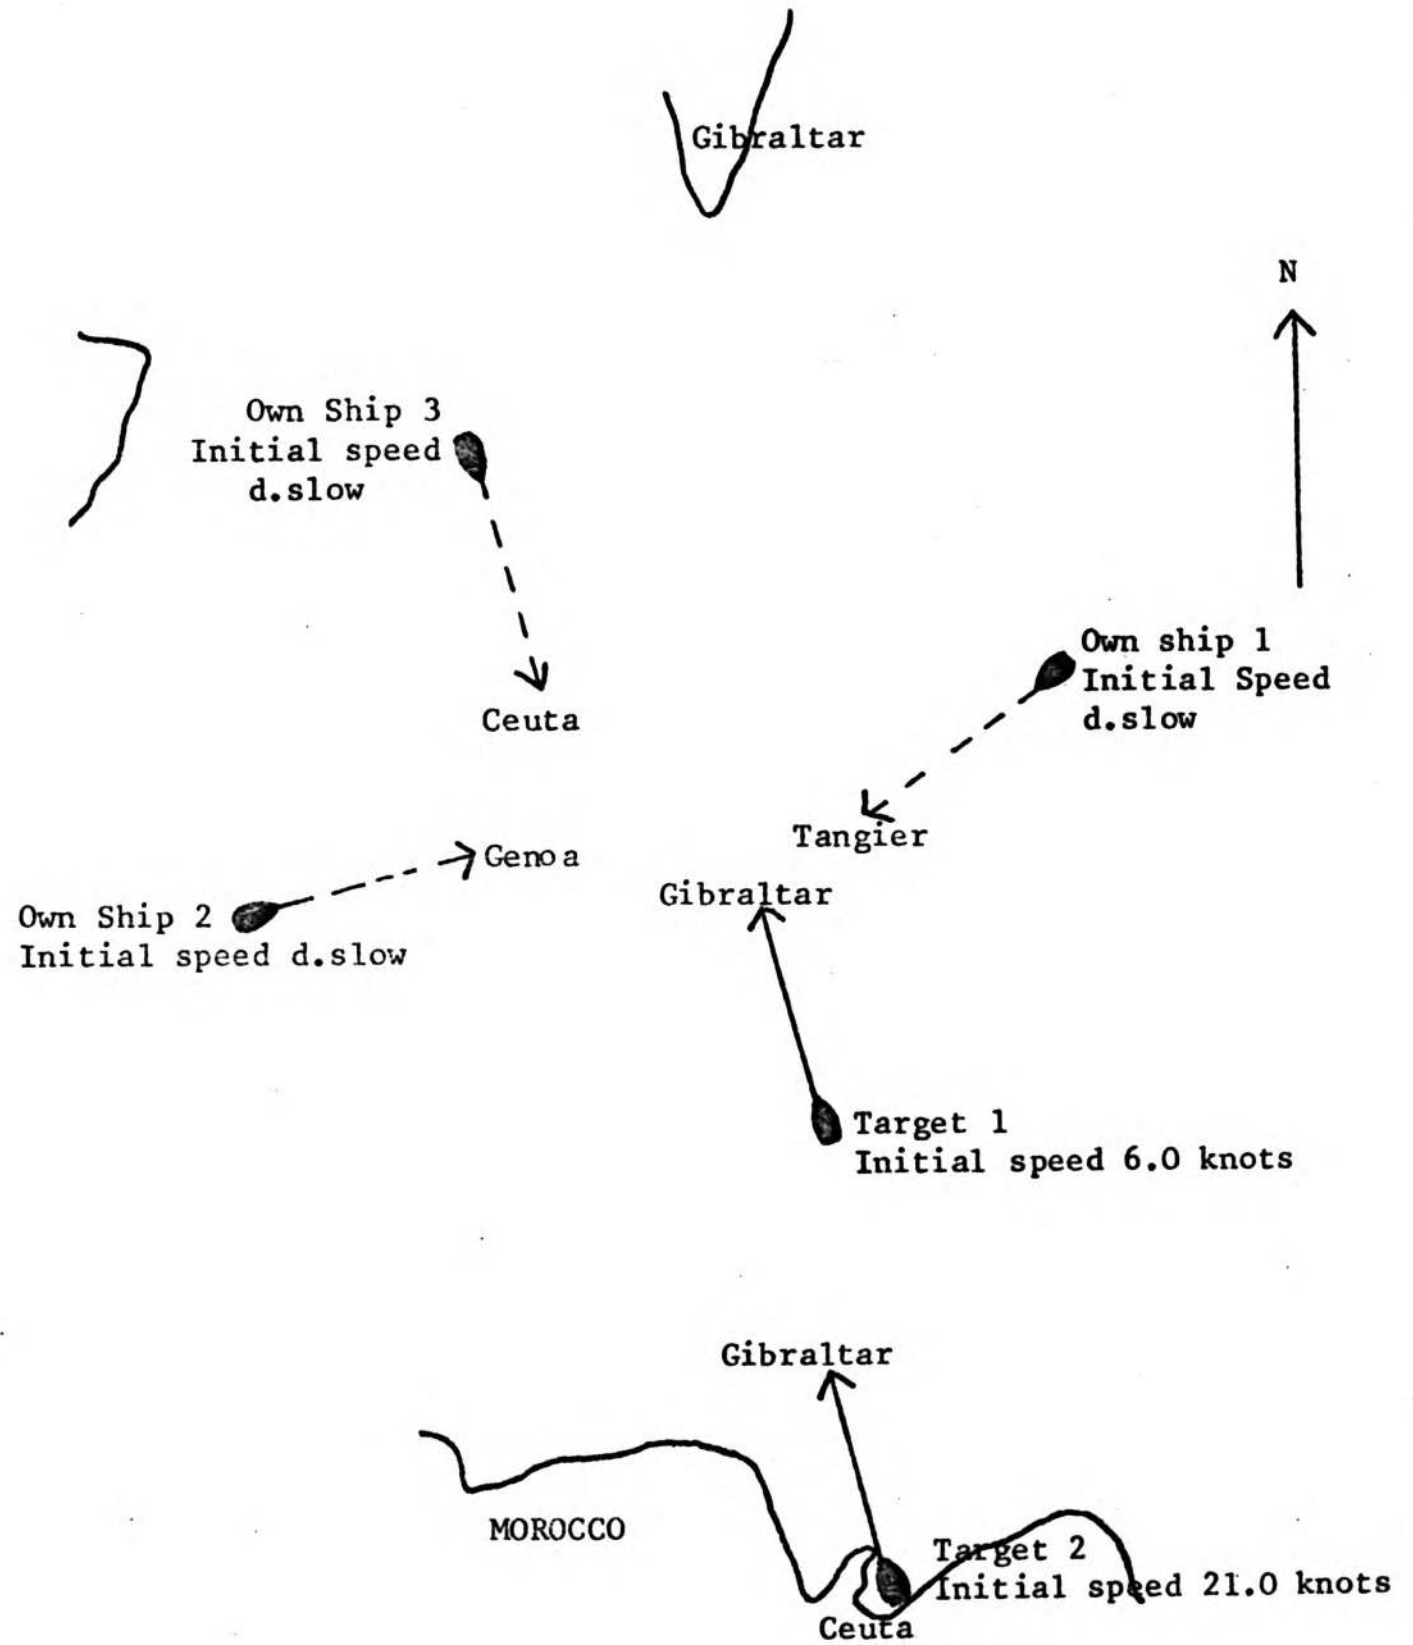 Gibraltar
N
Own Ship 3
Initial speed
d.slow
Own ship 1
Initial Speed
d.slow
Ceuta
Tangier
Genoa
Gibraltar
Own Ship 2
Initial speed d.slow
Target 1
Initial speed 6.0 knots
Gibraltar
MOROCCO
Target 2
Initial speed 21.0 knots
Ceuta